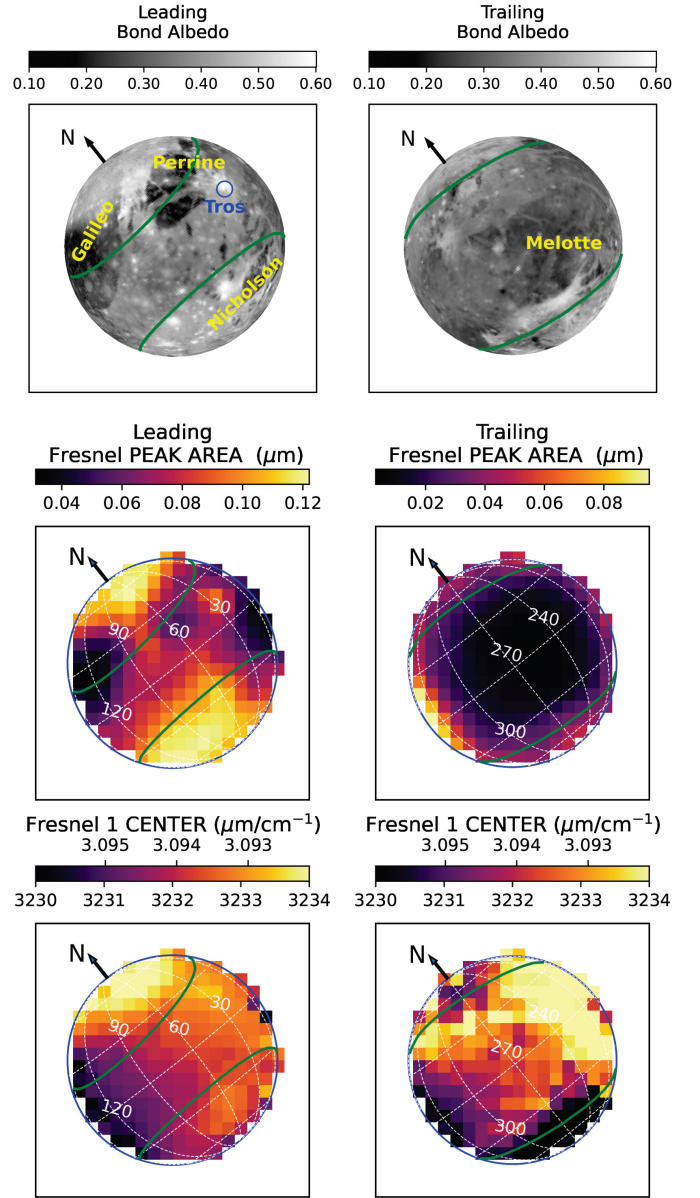 Leading
Bond Albedo
0.10 0.20 0.30 0.40 0.50 0.60
N
Perrine
Tros
Galileo
Nicholson
Trailing
Bond Albedo
0.10 0.20 0.30 0.40 0.50 0.60
N
Melotte
Leading
Fresnel PEAK AREA (μm)
0.04 0.06 0.08 0.10 0.12
N
30
90 60
120
Trailing
Fresnel PEAK AREA (μm)
0.02 0.04 0.06 0.08
N
240
270
300
Fresnel 1 CENTER (μm/cm⁻¹)
3.095 3.094 3.093
3230 3231 3232 3233 3234
N
30
90 60
120
Fresnel 1 CENTER (μm/cm⁻¹)
3.095 3.094 3.093
3230 3231 3232 3233 3234
N
240
270
300